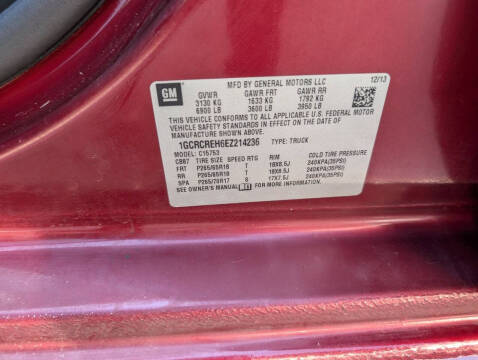 GM
MFD BY GENERAL MOTORS LLC 12/13
GVWR GAWR FRT GAWR RR
3130 KG 1633 KG 1792 KG
6900 LB 3600 LB 3950 LB
THIS VEHICLE CONFORMS TO ALL APPLICABLE U.S. FEDERAL MOTOR
VEHICLE SAFETY STANDARDS IN EFFECT ON THE DATE OF
MANUFACTURE SHOWN ABOVE.
1GCRCREH6EZ214236 TYPE: TRUCK
MODEL: C15753
CB87 TIRE SIZE SPEED RTG RIM COLD TIRE PRESSURE
FRT P265/65R18 T 18X8.5J 240KPA(35PSI)
RR P265/65R18 T 18X8.5J 240KPA(35PSI)
SPA P265/70R17 S 17X7.5J 240KPA(35PSI)
SEE OWNER'S MANUAL FOR MORE INFORMATION.